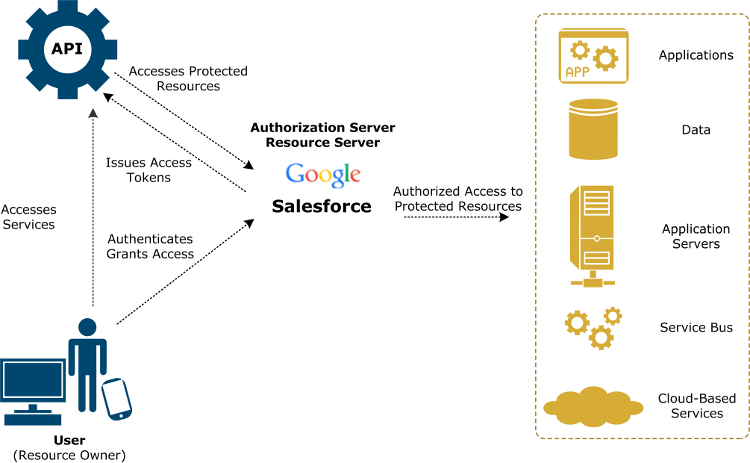 API
Accesses Protected
Resources
Authorization Server
Resource Server
Google
Salesforce
Issues Access
Tokens
Accesses
Services
Authenticates
Grants Access
Authorized Access to
Protected Resources
User
(Resource Owner)
APP
Applications
Data
Application
Servers
Service Bus
Cloud-Based
Services